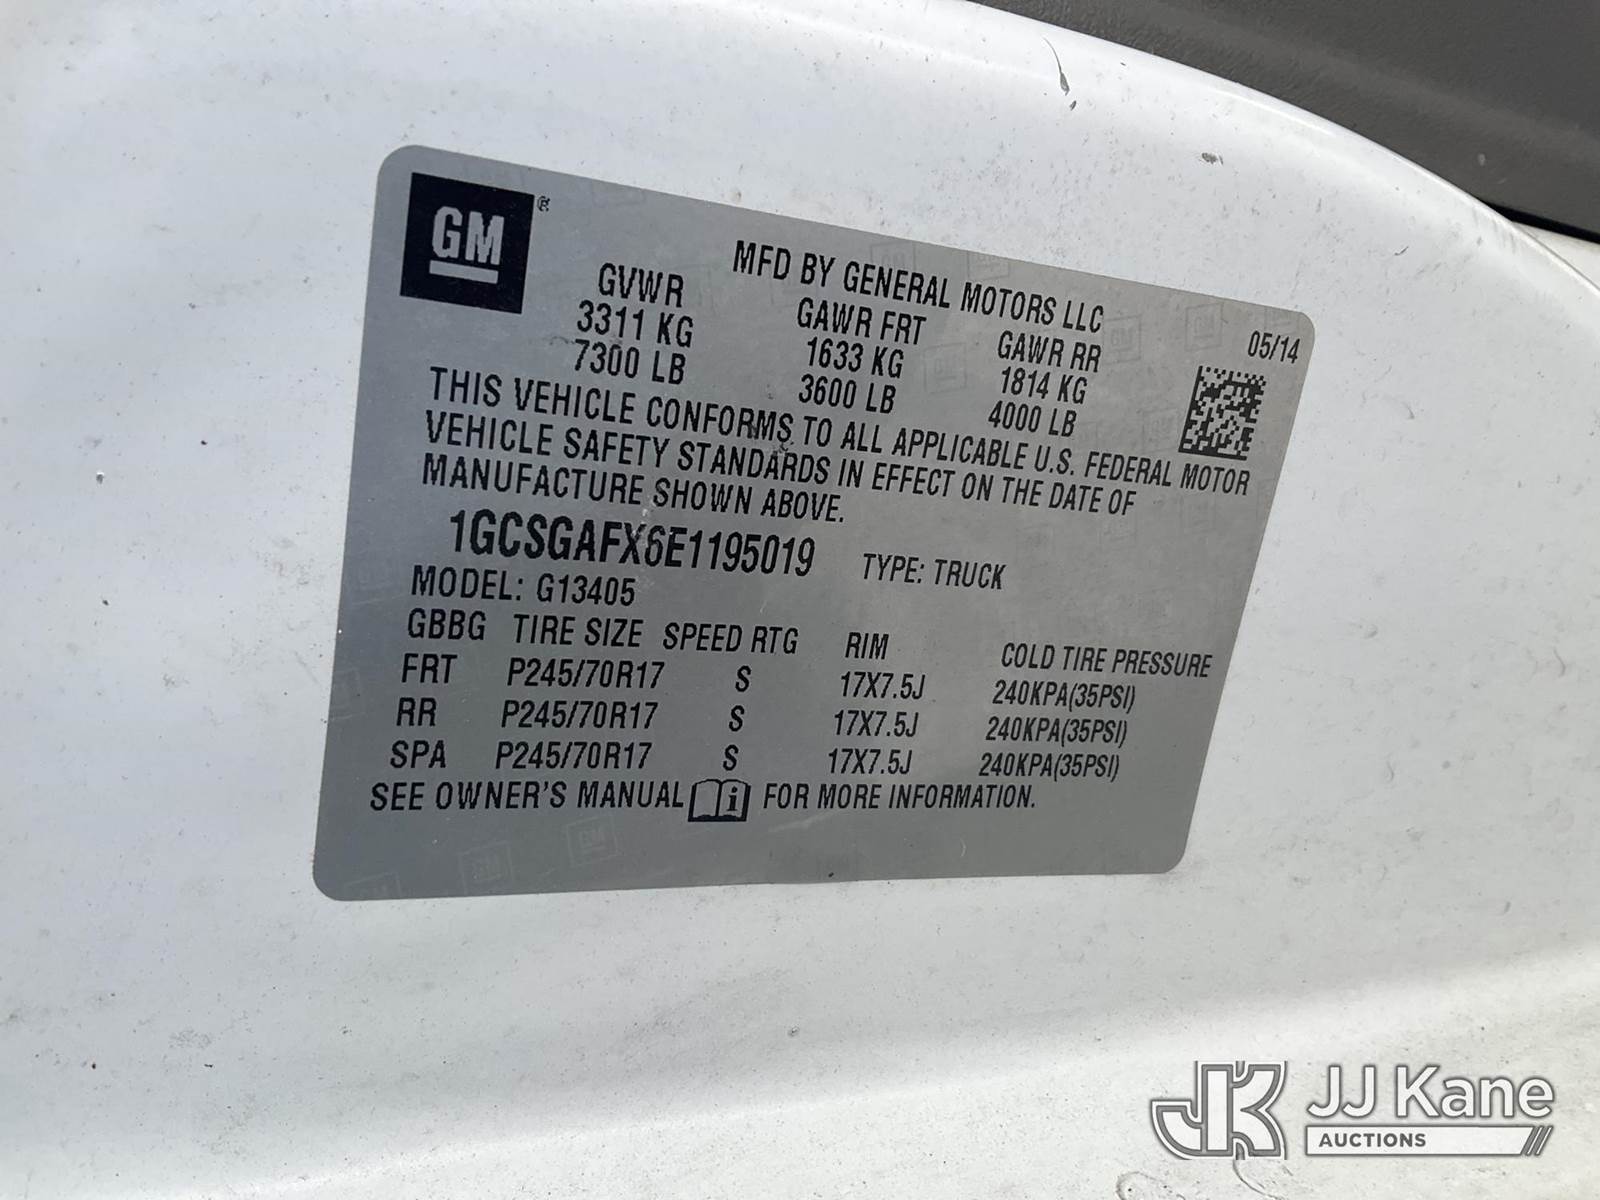 GM ®
MFD BY GENERAL MOTORS LLC
GVWR GAWR FRT GAWR RR 05/14
3311 KG 1633 KG 1814 KG
7300 LB 3600 LB 4000 LB
THIS VEHICLE CONFORMS TO ALL APPLICABLE U.S. FEDERAL MOTOR
VEHICLE SAFETY STANDARDS IN EFFECT ON THE DATE OF
MANUFACTURE SHOWN ABOVE.
1GCSGAFX6E1195019 TYPE: TRUCK
MODEL: G13405
GBBG TIRE SIZE SPEED RTG RIM COLD TIRE PRESSURE
FRT P245/70R17 S 17X7.5J 240KPA(35PSI)
RR P245/70R17 S 17X7.5J 240KPA(35PSI)
SPA P245/70R17 S 17X7.5J 240KPA(35PSI)
SEE OWNER'S MANUAL i FOR MORE INFORMATION.
JK JJ Kane
AUCTIONS